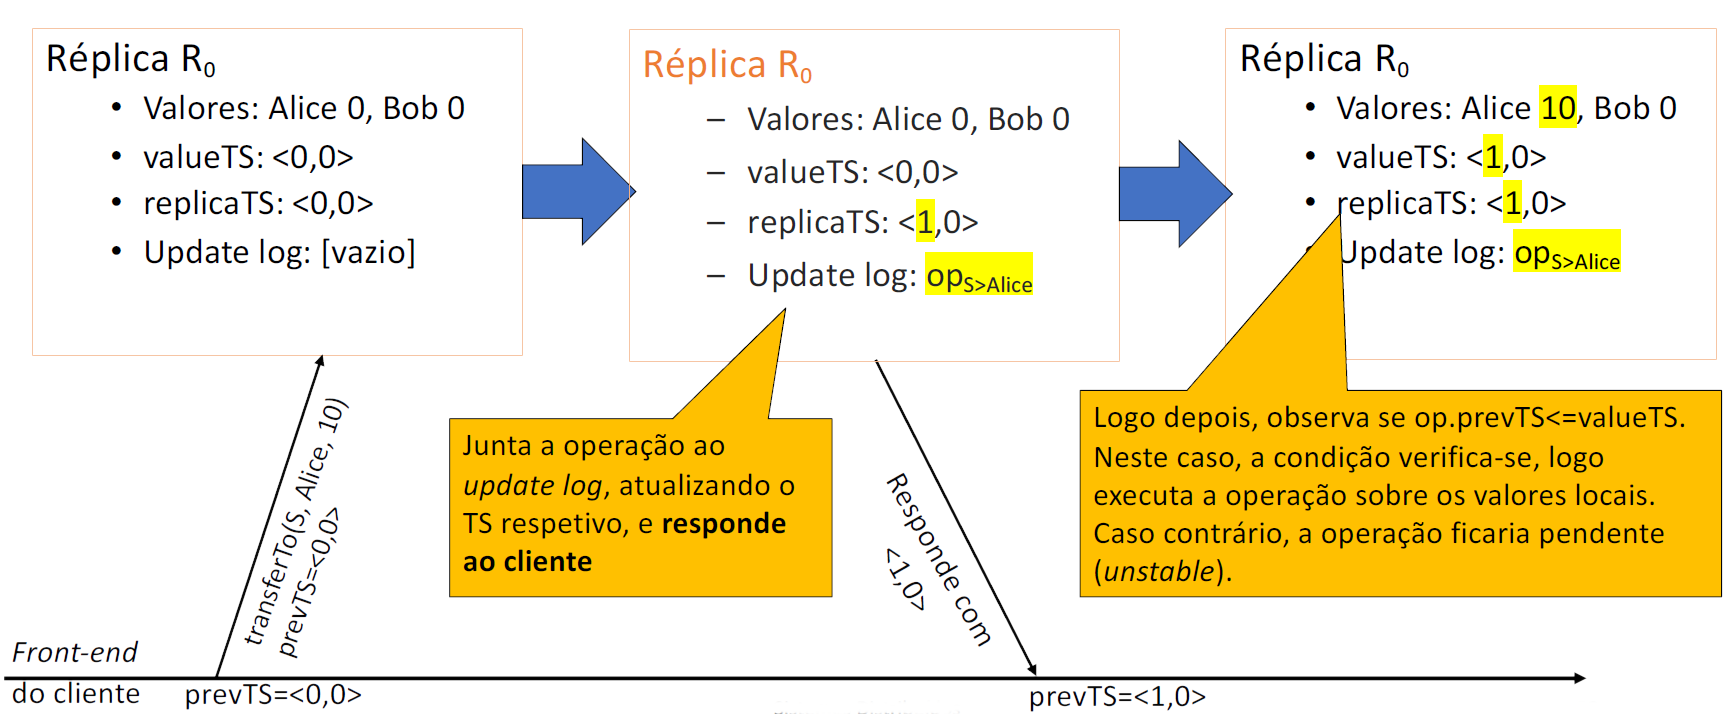 Réplica R0
• Valores: Alice 0, Bob 0
• valueTS: <0,0>
• replicaTS: <0,0>
• Update log: [vazio]
Réplica R0
– Valores: Alice 0, Bob 0
– valueTS: <0,0>
– replicaTS: <1,0>
– Update log: opS>Alice
Réplica R0
• Valores: Alice 10, Bob 0
• valueTS: <1,0>
• replicaTS: <1,0>
Update log: opS>Alice
transferTo(S, Alice, 10)
prevTS=<0,0>
Junta a operação ao
update log, atualizando o
TS respetivo, e responde
ao cliente
Responde com
<1,0>
Logo depois, observa se op.prevTS<=valueTS.
Neste caso, a condição verifica-se, logo
executa a operação sobre os valores locais.
Caso contrário, a operação ficaria pendente
(unstable).
Front-end
do cliente
prevTS=<0,0>
prevTS=<1,0>